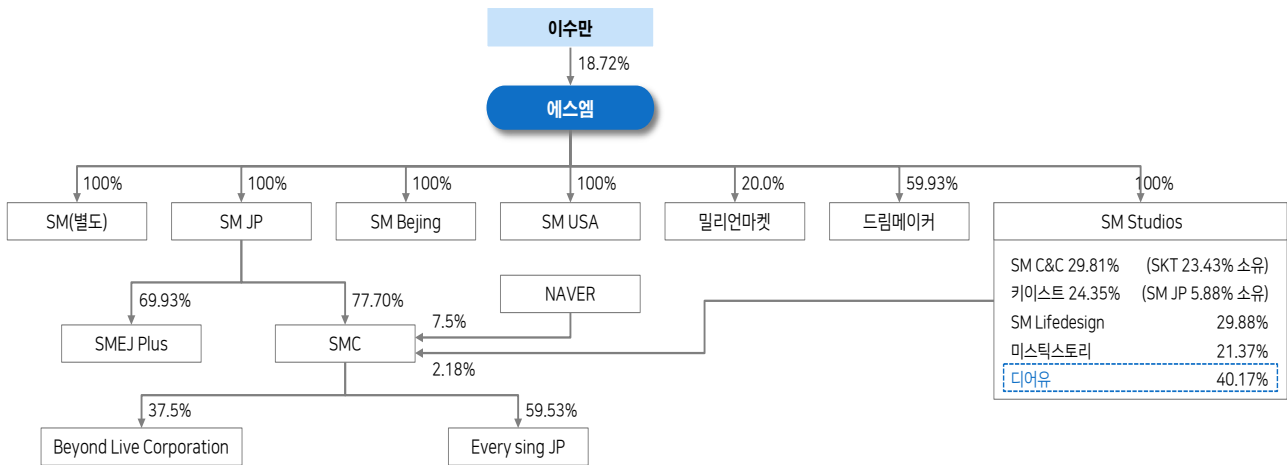 이수만
18.72%
에스엠
100%
100%
100%
100%
20.0%
59.93%
100%
SM(별도)
SM JP
SM Bejing
SM USA
밀리언마켓
드림메이커
SM Studios
SM C&C 29.81% (SKT 23.43% 소유)
키이스트 24.35% (SM JP 5.88% 소유)
SM Lifedesign 29.88%
미스틱스토리 21.37%
디어유 40.17%
NAVER
69.93%
77.70%
7.5%
SMEJ Plus
SMC
2.18%
37.5%
59.53%
Beyond Live Corporation
Every sing JP